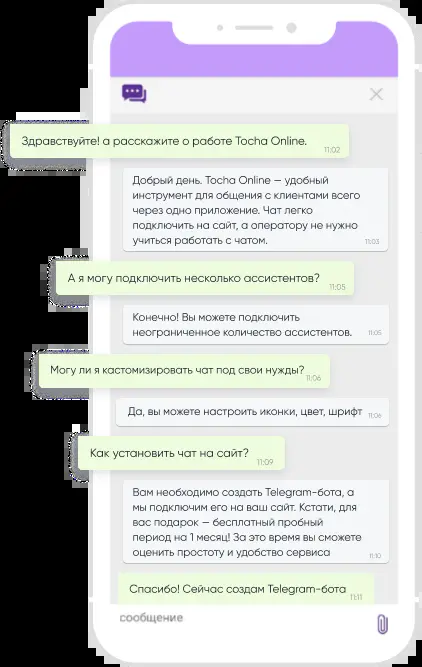 Здравствуйте! а расскажите о работе Tocha Online.
11:02
Добрый день. Tocha Online — удобный
инструмент для общения с клиентами всего
через одно приложение. Чат легко
подключить на сайт, а оператору не нужно
учиться работать с чатом.
11:03
А я могу подключить несколько ассистентов?
11:05
Конечно! Вы можете подключить
неограниченное количество ассистентов.
11:05
Могу ли я кастомизировать чат под свои нужды?
11:06
Да, вы можете настроить иконки, цвет, шрифт
11:06
Как установить чат на сайт?
11:09
Вам необходимо создать Telegram-бота, а
мы подключим его на ваш сайт. Кстати, для
вас подарок — бесплатный пробный
период на 1 месяц! За это время вы сможете
оценить простоту и удобство сервиса
11:10
Спасибо! Сейчас создам Telegram-бота
11:11
сообщение